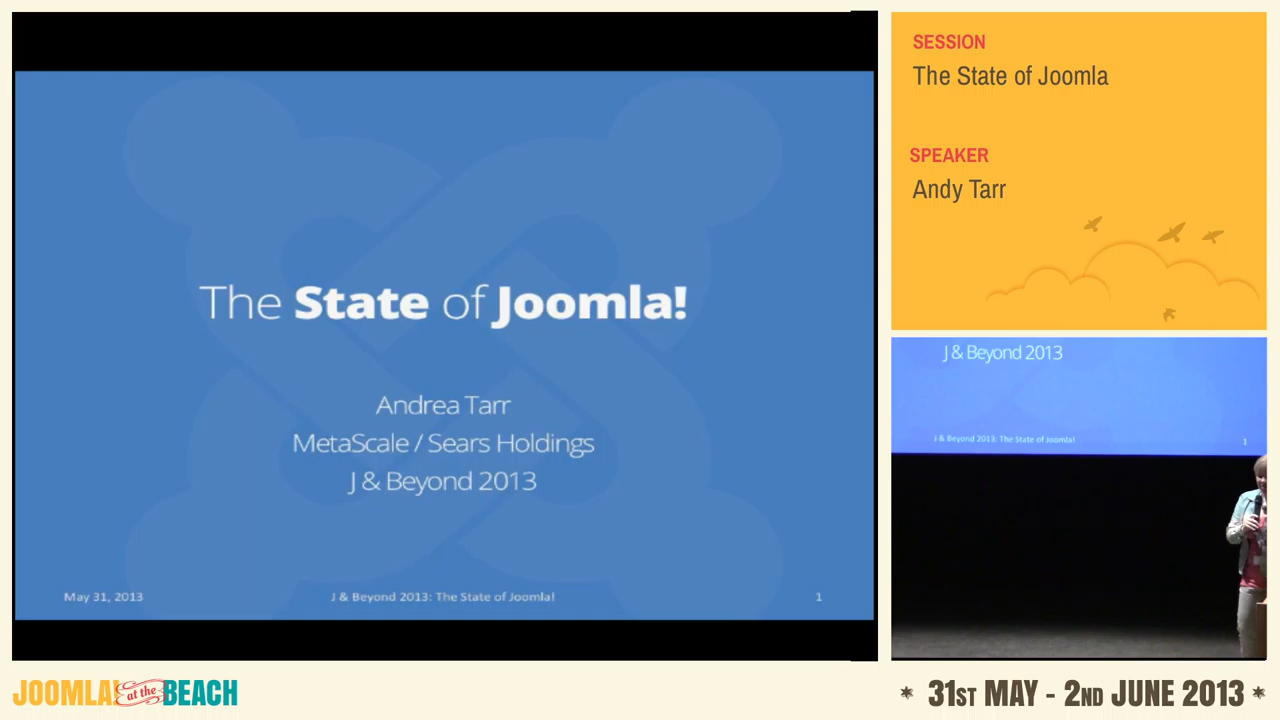 The State of Joomla!
Andrea Tarr
MetaScale / Sears Holdings
J & Beyond 2013
May 31, 2013
J & Beyond 2013: The State of Joomla!
1
SESSION
The State of Joomla
SPEAKER
Andy Tarr
J & Beyond 2013
J & Beyond 2013: The State of Joomla!
1
JOOMLA! at the BEACH
* 31ST MAY - 2ND JUNE 2013 *